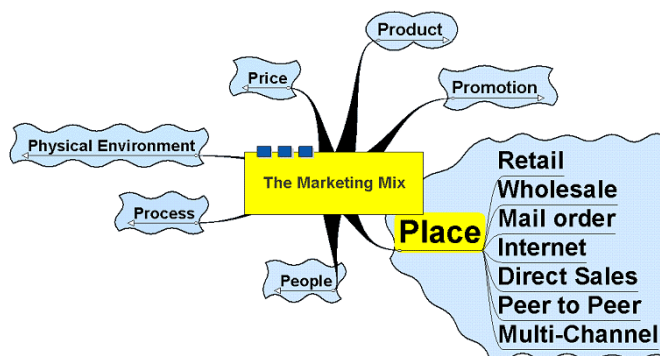 Product
Price
Promotion
Physical Environment
The Marketing Mix
Process
People
Place
Retail
Wholesale
Mail order
Internet
Direct Sales
Peer to Peer
Multi-Channel